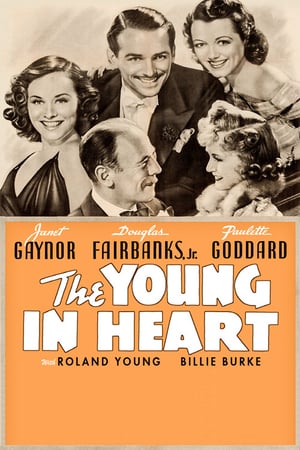 Janet Douglas Paulette
GAYNOR FAIRBANKS, Jr. GODDARD
The YOUNG
IN HEART
With ROLAND YOUNG BILLIE BURKE